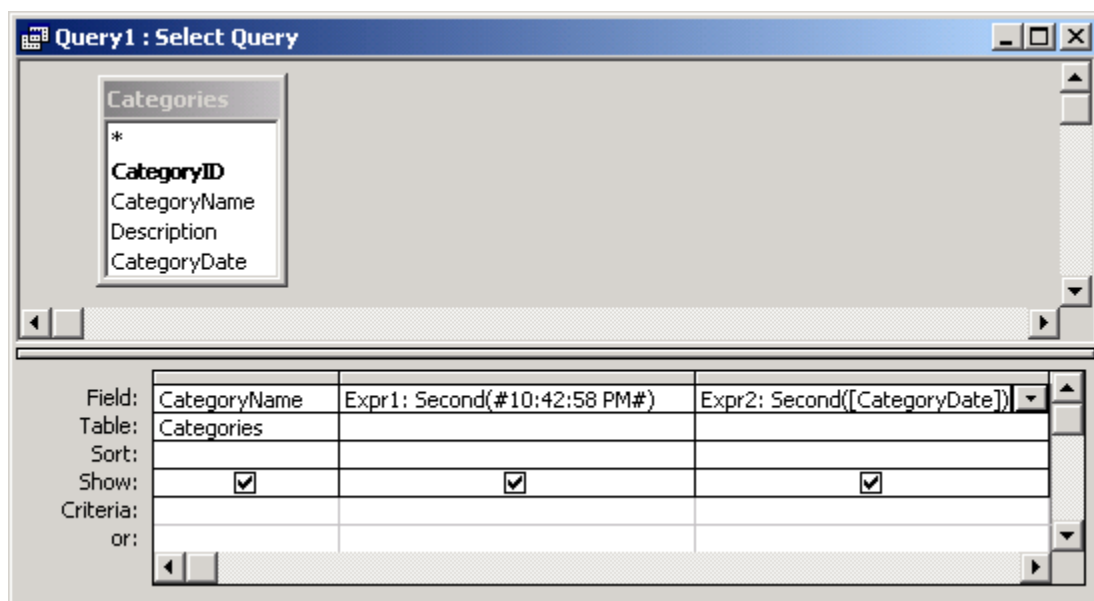 Query1 : Select Query
Categories
*
CategoryID
CategoryName
Description
CategoryDate
Field: CategoryName Expr1: Second(#10:42:58 PM#) Expr2: Second([CategoryDate])
Table: Categories
Sort:
Show:
Criteria:
or: